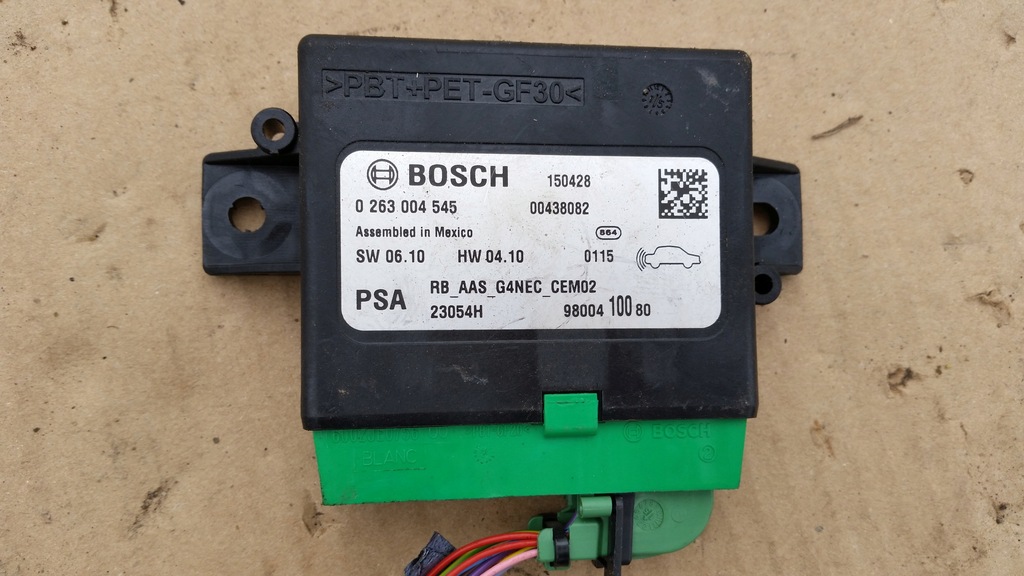 >PBT+PET-GF30<
BOSCH 150428
0 263 004 545 00438082
Assembled in Mexico 564
SW 06.10 HW 04.10 0115
PSA RB_AAS_G4NEC_CEM02
23054H 98004 100 80
BOSCH
BLANC